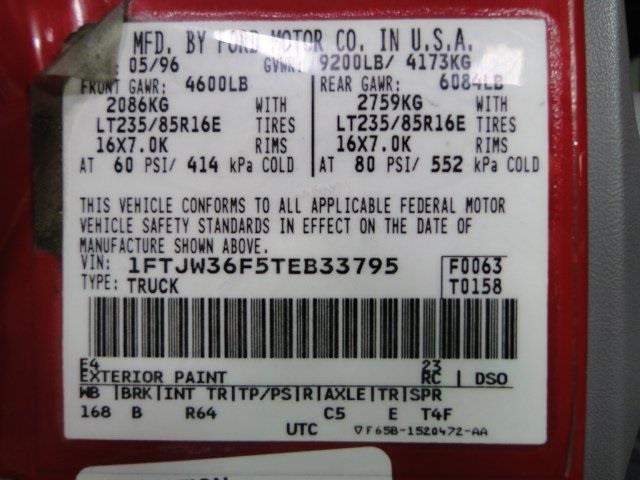 MFD. BY FORD MOTOR CO. IN U.S.A.
: 05/96 GVWR: 9200LB/ 4173KG
FRONT GAWR: 4600LB REAR GAWR: 6084LB
2086KG WITH 2759KG WITH
LT235/85R16E TIRES LT235/85R16E TIRES
16X7.0K RIMS 16X7.0K RIMS
AT 60 PSI/ 414 kPa COLD AT 80 PSI/ 552 kPa COLD
THIS VEHICLE CONFORMS TO ALL APPLICABLE FEDERAL MOTOR
VEHICLE SAFETY STANDARDS IN EFFECT ON THE DATE OF
MANUFACTURE SHOWN ABOVE.
VIN: 1FTJW36F5TEB33795 F0063
TYPE: TRUCK T0158
E4 23
EXTERIOR PAINT RC | DSO
WB |BRK|INT TR|TP/PS|R|AXLE|TR|SPR
168 B R64 C5 E T4F
UTC ▽F65B-1520472-AA